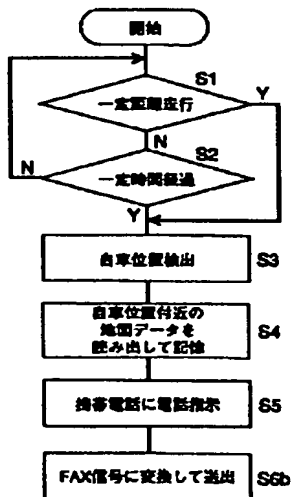 開始
S1
一定距離走行
Y
N
S2
N
一定時間経過
Y
自車位置検出
S3
自車位置付近の
地図データを
読み出して記憶
S4
携帯電話に電話指示
S5
FAX信号に変換して送出
S6b